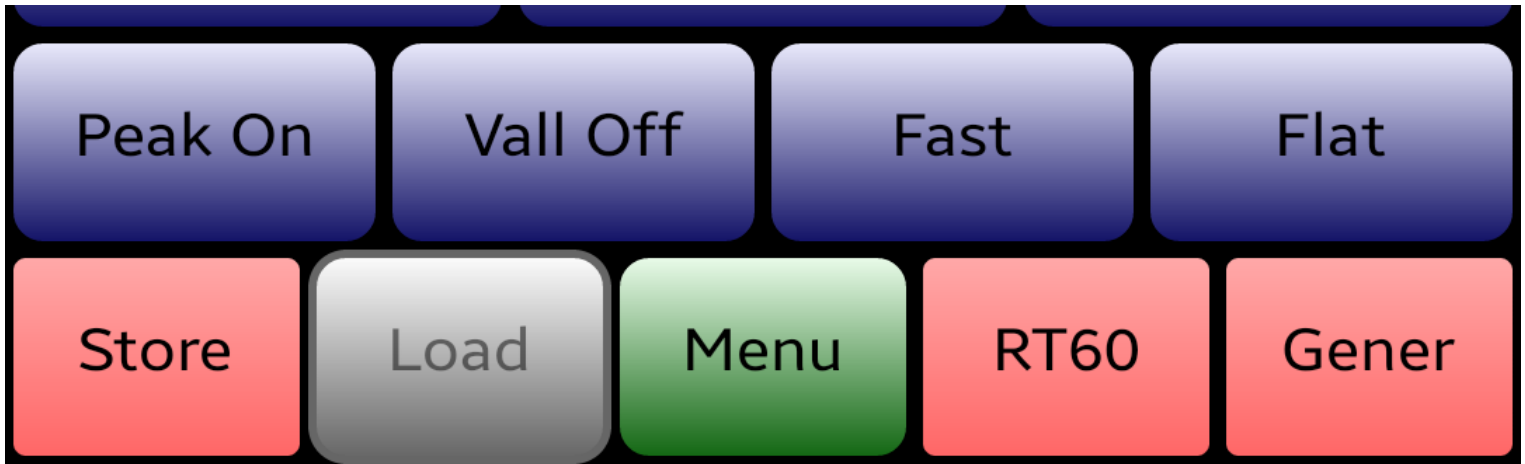 Peak On Vall Off Fast Flat
Store Load Menu RT60 Gener